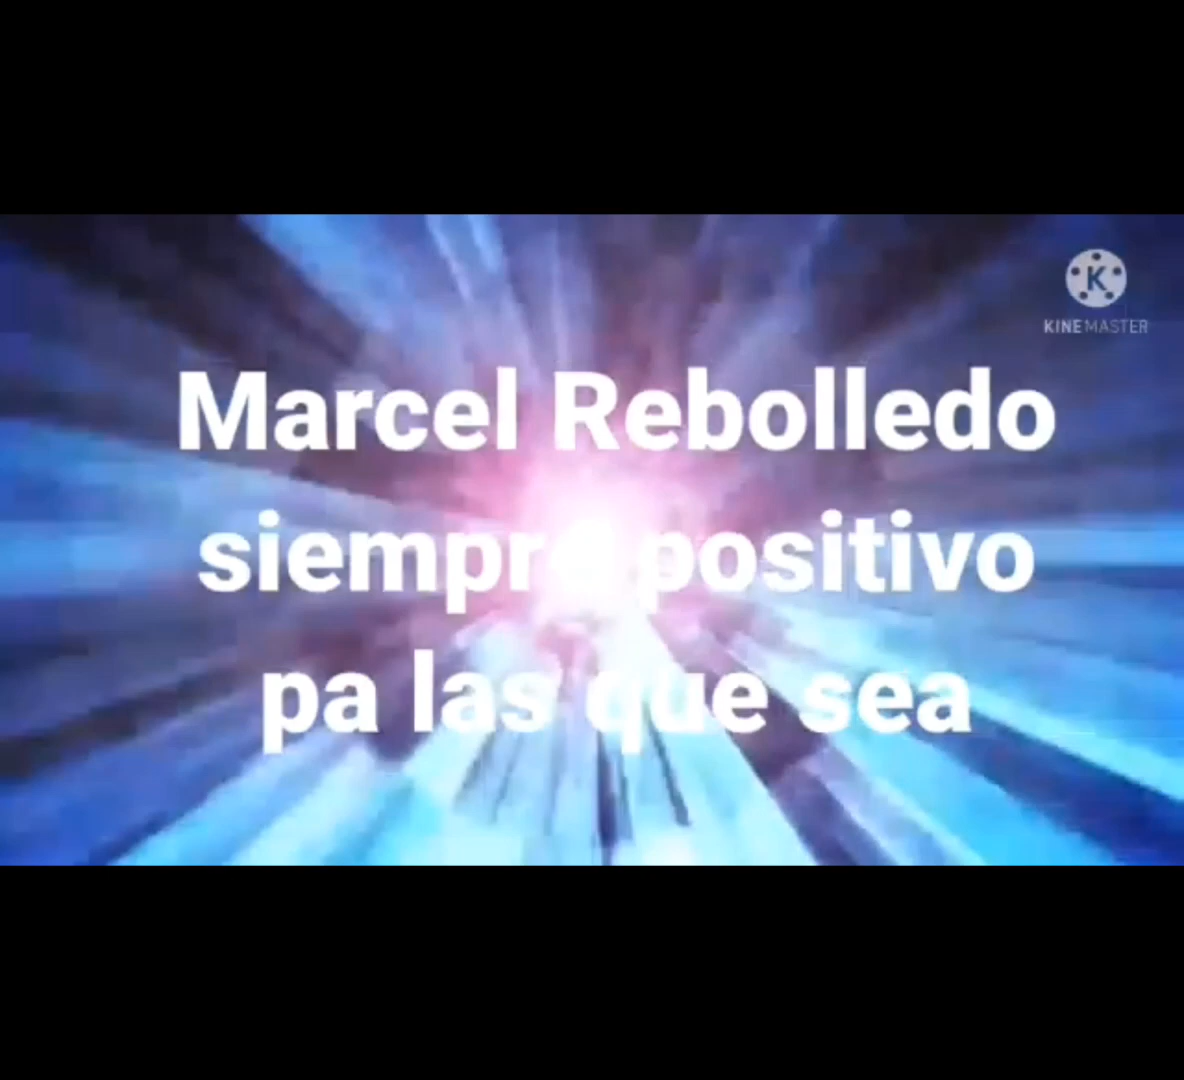 K
KINEMASTER
Marcel Rebolledo
siempre positivo
pa las que sea